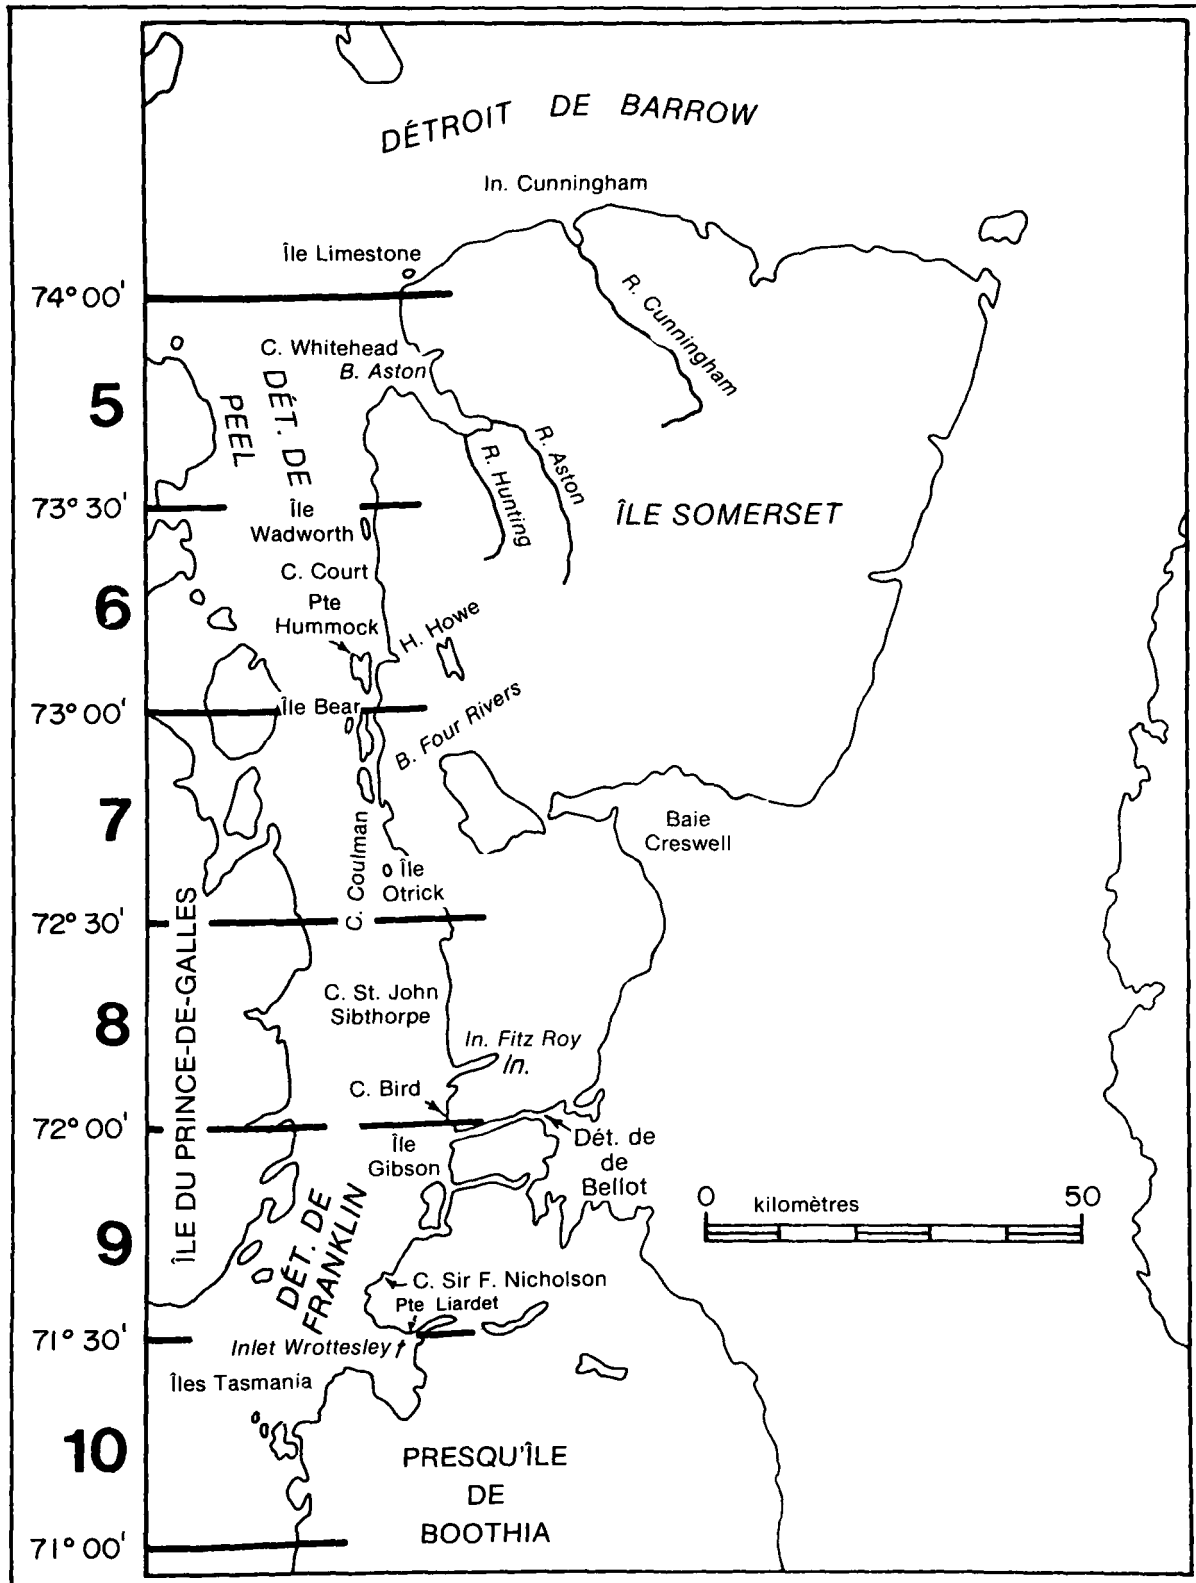 DÉTROIT DE BARROW
In. Cunningham
Île Limestone
74° 00'
R. Cunningham
C. Whitehead
B. Aston
5
DÉT. DE
PEEL
R. Hunting
R. Aston
73° 30'
Île
Wadworth
ÎLE SOMERSET
C. Court
6
Pte
Hummock
H. Howe
73° 00'
Île Bear
B. Four Rivers
7
Baie
Creswell
C. Coulman
Île
Otrick
72° 30'
ÎLE DU PRINCE-DE-GALLES
8
C. St. John
Sibthorpe
In. Fitz Roy
In.
C. Bird
72° 00'
Île
Gibson
Dét. de
de
Bellot
0
50
kilomètres
9
DÉT. DE
FRANKLIN
C. Sir F. Nicholson
Pte Liardet
71° 30'
Inlet Wrottesley
Îles Tasmania
10
PRESQU'ÎLE
DE
BOOTHIA
71° 00'